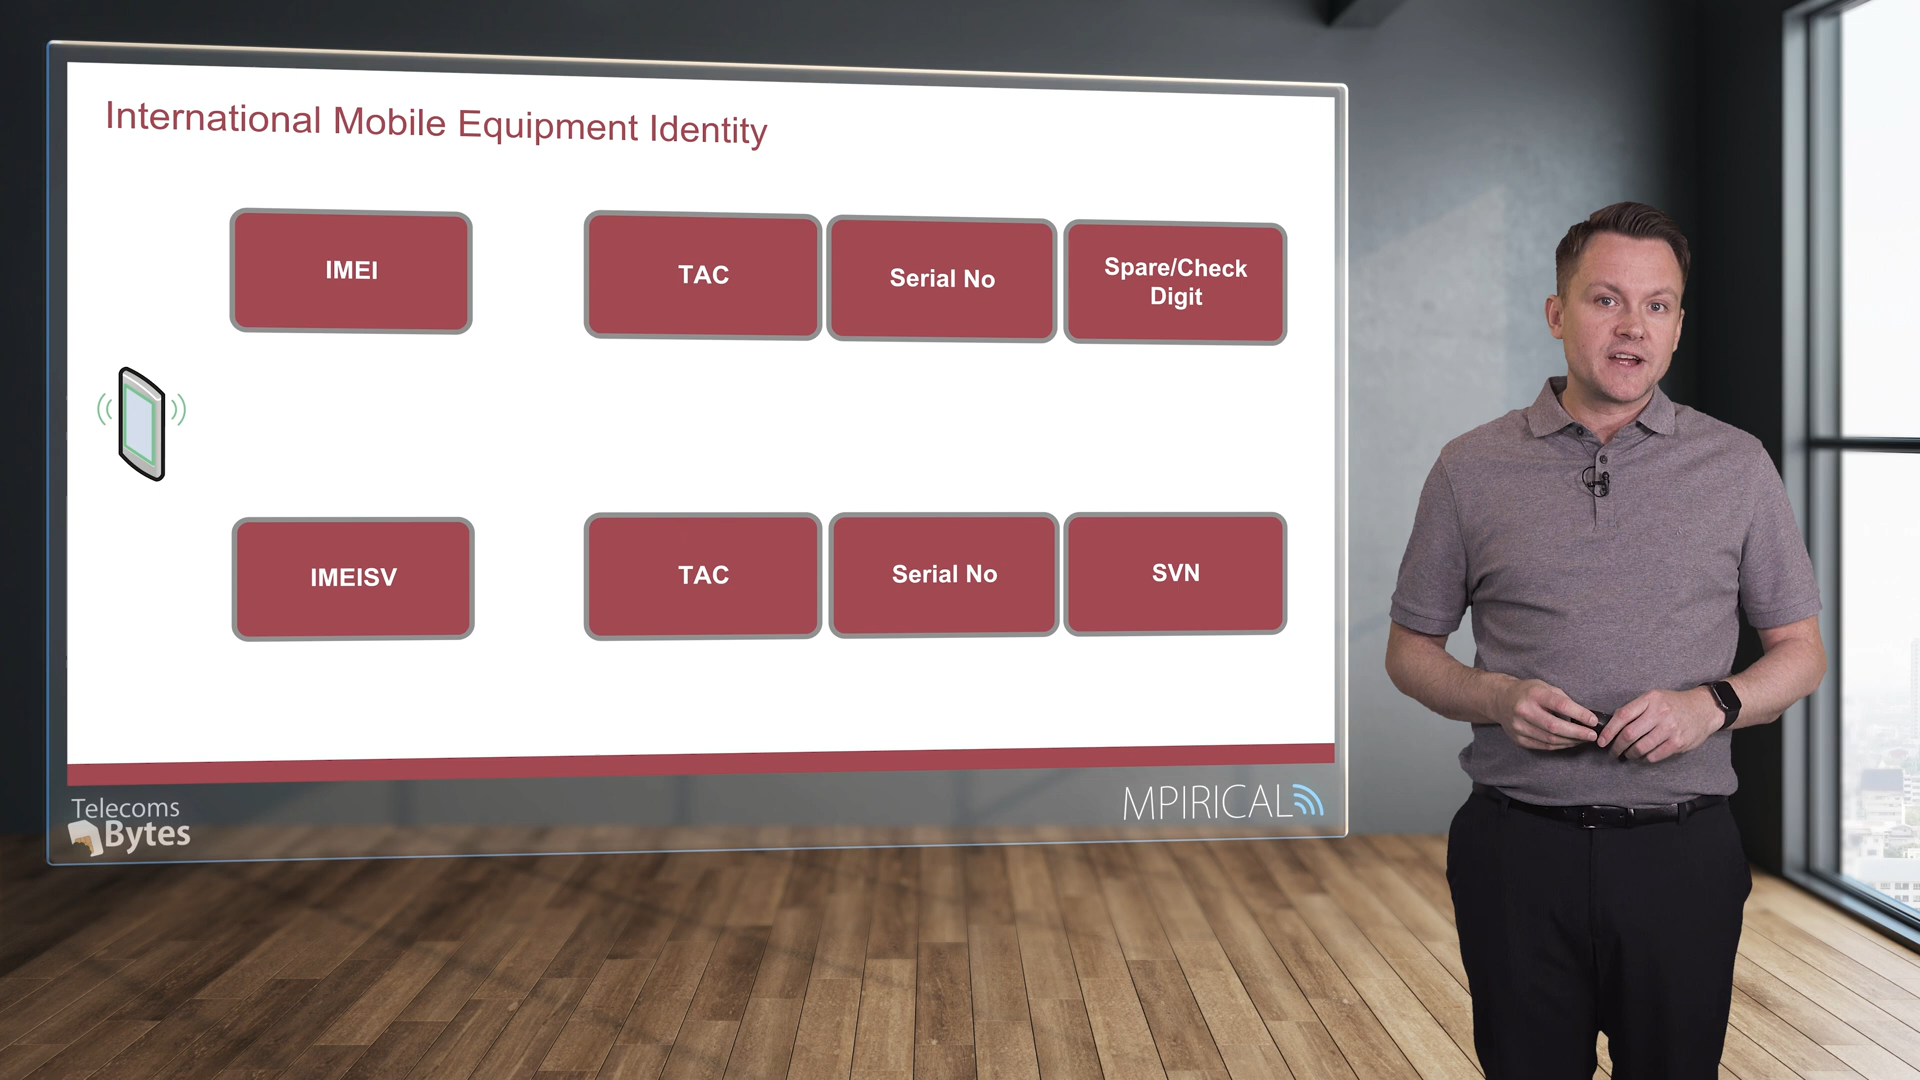 International Mobile Equipment Identity
IMEI
TAC
Serial No
Spare/Check
Digit
IMEISV
TAC
Serial No
SVN
Telecoms
Bytes
MPIRICAL